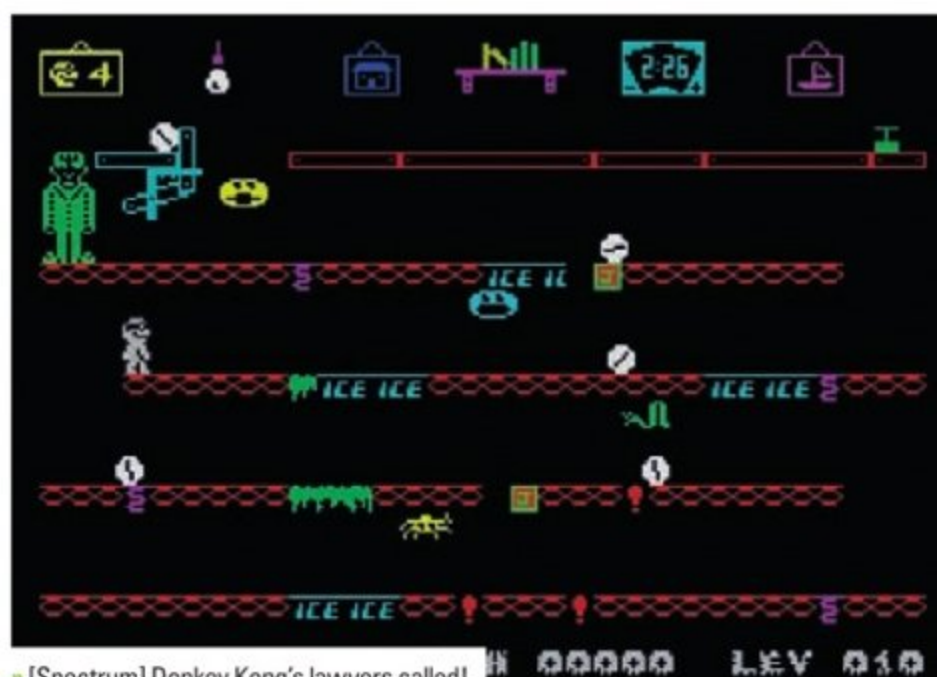 4
2:26
ICE IC
ICE ICE
ICE ICE
ICE ICE
00000 LEV 010
[Spectrum] Donkey Kong's lawyers called!